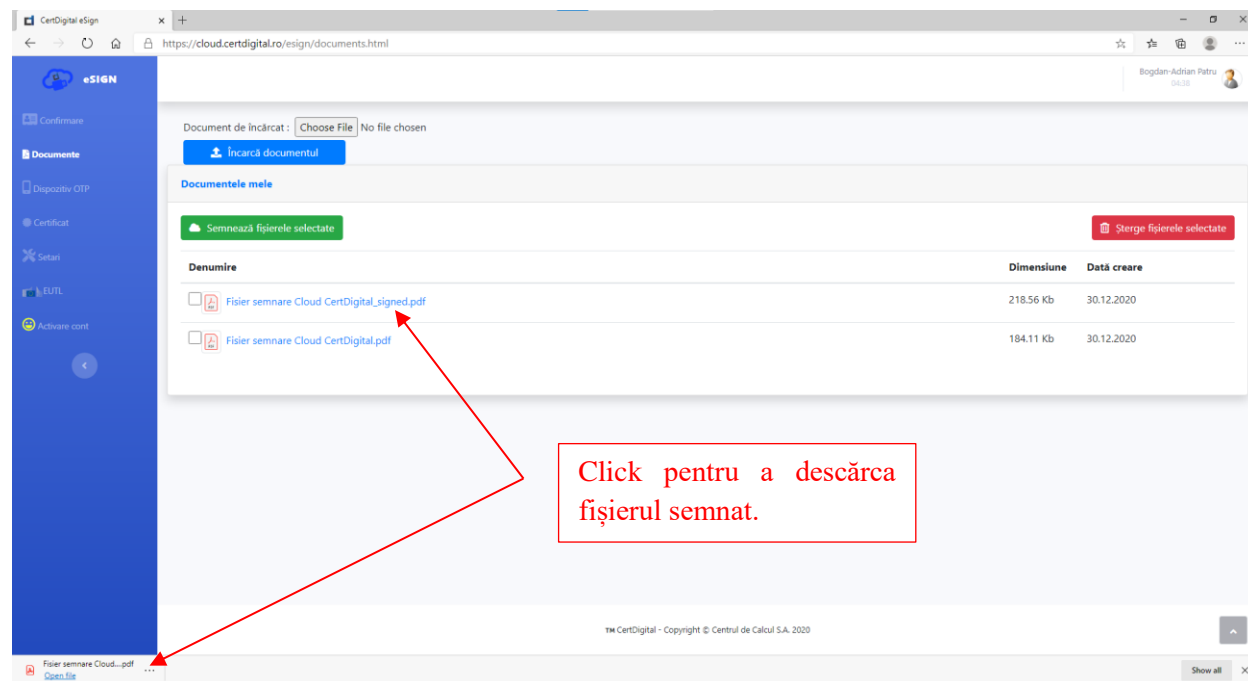 CertDigital eSign
https://cloud.certdigital.ro/esign/documents.html
eSIGN
Bogdan-Adrian Patru
04:38
Confirmare
Documente
Dispozitiv OTP
Certificat
Setari
EUTL
Activare cont
Document de încărcat : Choose File No file chosen
Încarcă documentul
Documentele mele
Semnează fișierele selectate
Șterge fișierele selectate
Denumire Dimensiune Dată creare
Fisier semnare Cloud CertDigital_signed.pdf 218.56 Kb 30.12.2020
Fisier semnare Cloud CertDigital.pdf 184.11 Kb 30.12.2020
Click pentru a descărca
fișierul semnat.
™ CertDigital - Copyright © Centrul de Calcul S.A. 2020
Fisier semnare Cloud....pdf
Open file
Show all